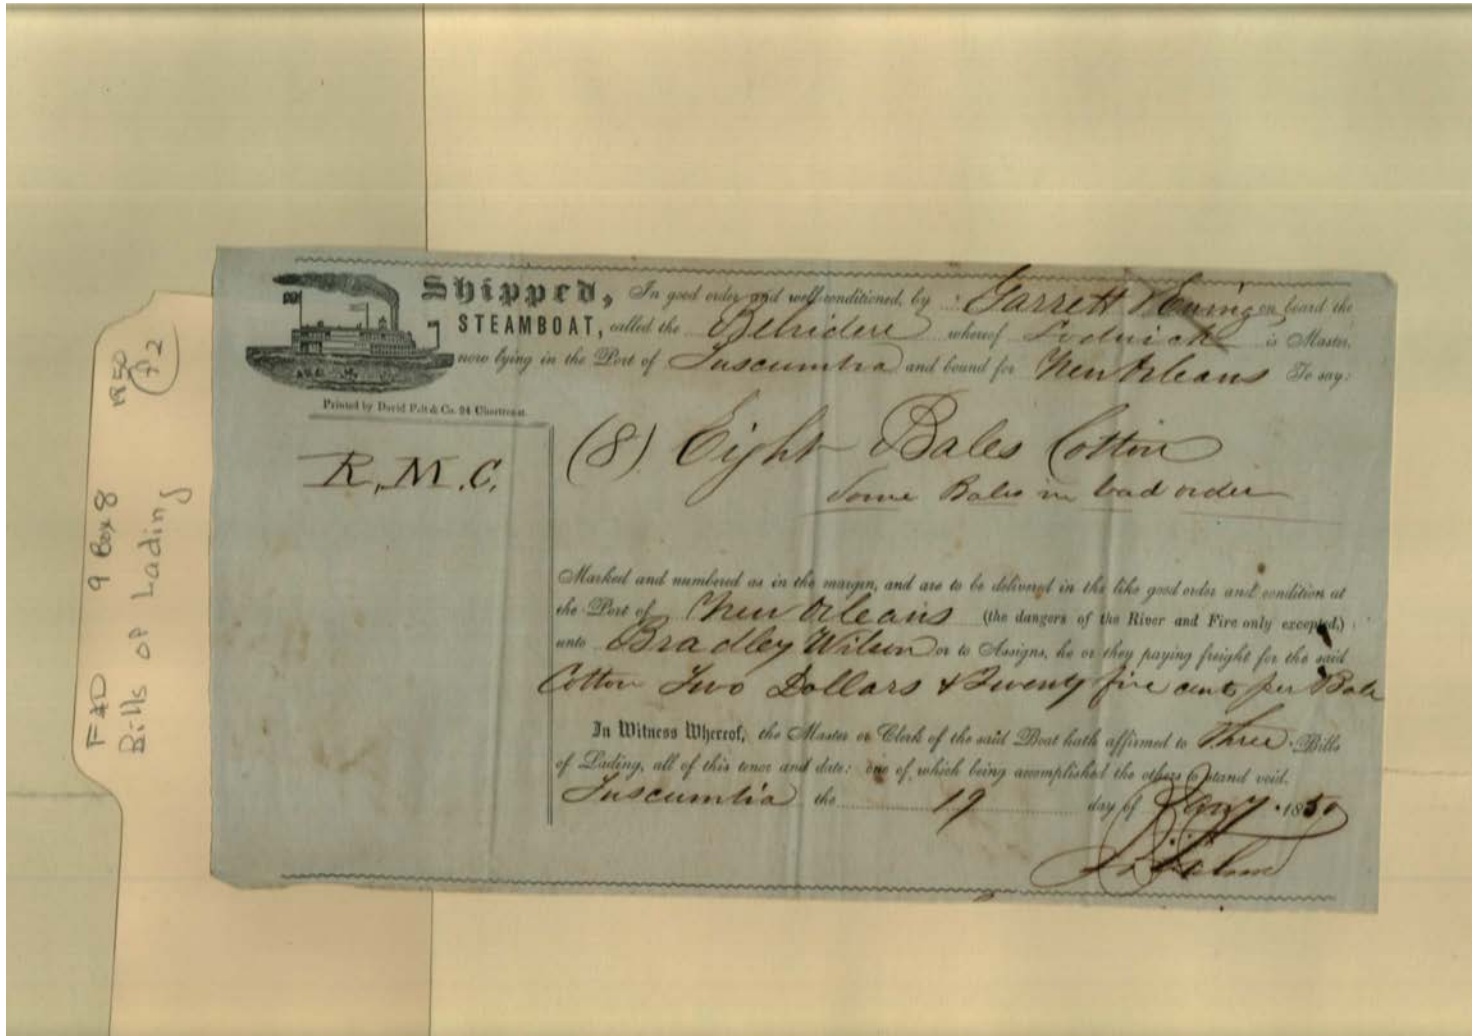 1850
P2
F&D 9 Box 8
Bills of Lading
Shipped, In good order and well-conditioned, by Garrett on board the
STEAMBOAT, called the Belvidere whereof is Master,
now lying in the Port of Tuscumbia and bound for New Orleans To say:
Printed by David Felt & Co. 24 Chartres st.
R.M.C.
(8) Eight Bales Cotton
Some Bales in bad order
Marked and numbered as in the margin, and are to be delivered in the like good order and condition at
the Port of New Orleans (the dangers of the River and Fire only excepted,)
unto Bradley Wilson or to Assigns, he or they paying freight for the said
Cotton Two Dollars & Twenty five cents per Bale
In Witness Whereof, the Master or Clerk of the said Boat hath affirmed to Three Bills
of Lading, all of this tenor and date: one of which being accomplished the others to stand void.
Tuscumbia the 19 day of Jany 1850